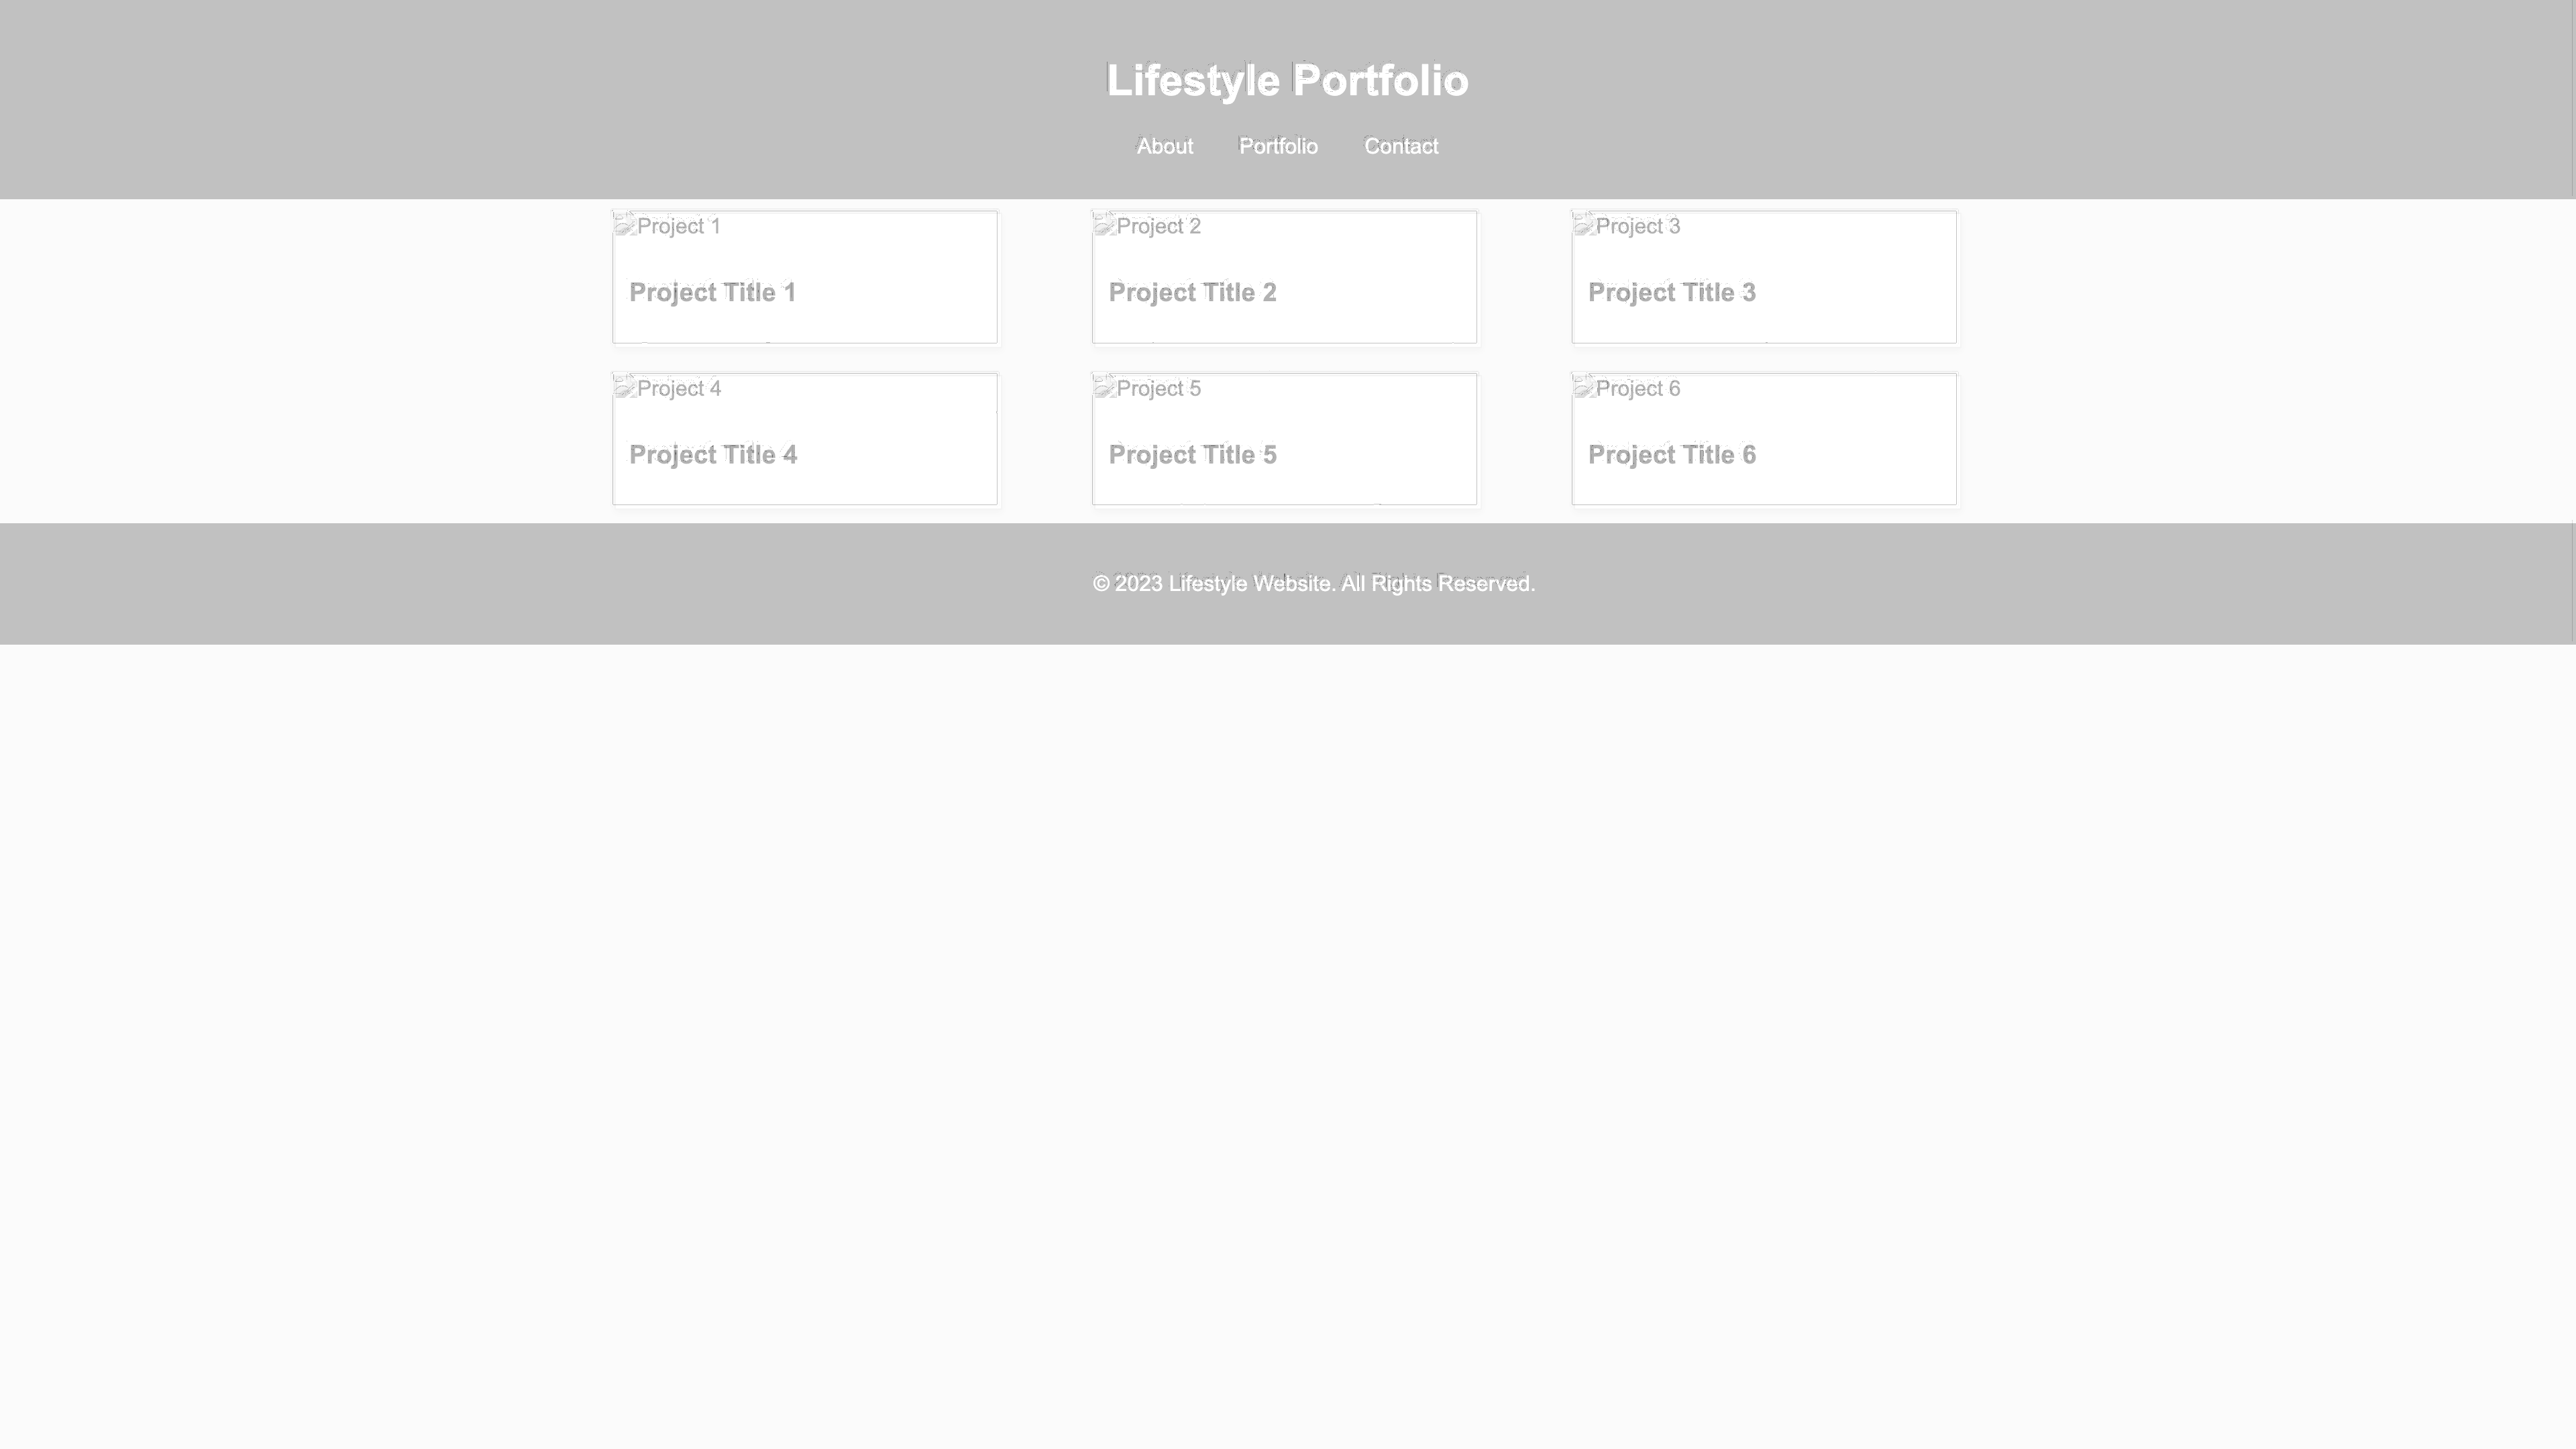 Lifestyle Portfolio
About Portfolio Contact
Project 1 Project 2 Project 3
Project Title 1 Project Title 2 Project Title 3
Project 4 Project 5 Project 6
Project Title 4 Project Title 5 Project Title 6
© 2023 Lifestyle Website. All Rights Reserved.